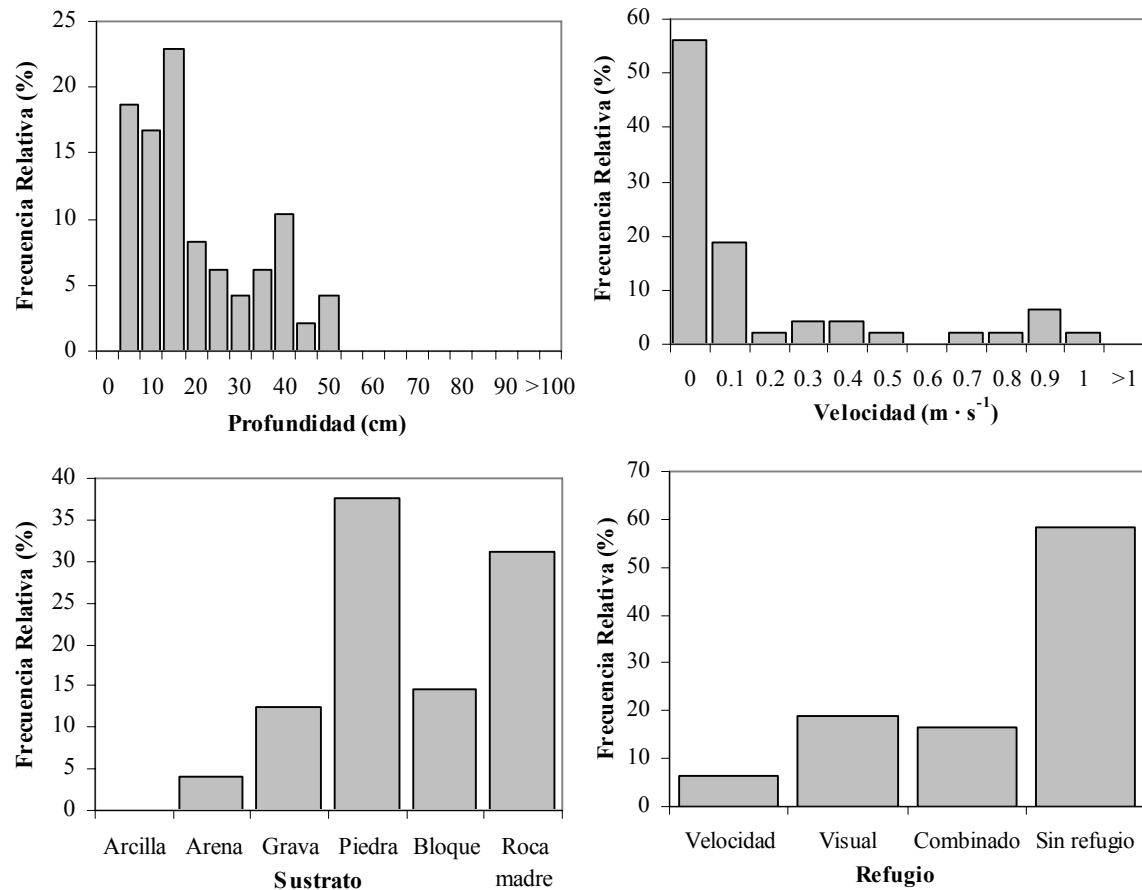 Frecuencia Relativa (%)
25
20
15
10
5
0
0 10 20 30 40 50 60 70 80 90 >100
Profundidad (cm)
Frecuencia Relativa (%)
60
50
40
30
20
10
0
0 0.1 0.2 0.3 0.4 0.5 0.6 0.7 0.8 0.9 1 >1
Velocidad (m · s⁻¹)
Frecuencia Relativa (%)
40
35
30
25
20
15
10
5
0
Arcilla Arena Grava Piedra Bloque Roca
madre
Sustrato
Frecuencia Relativa (%)
70
60
50
40
30
20
10
0
Velocidad Visual Combinado Sin refugio
Refugio